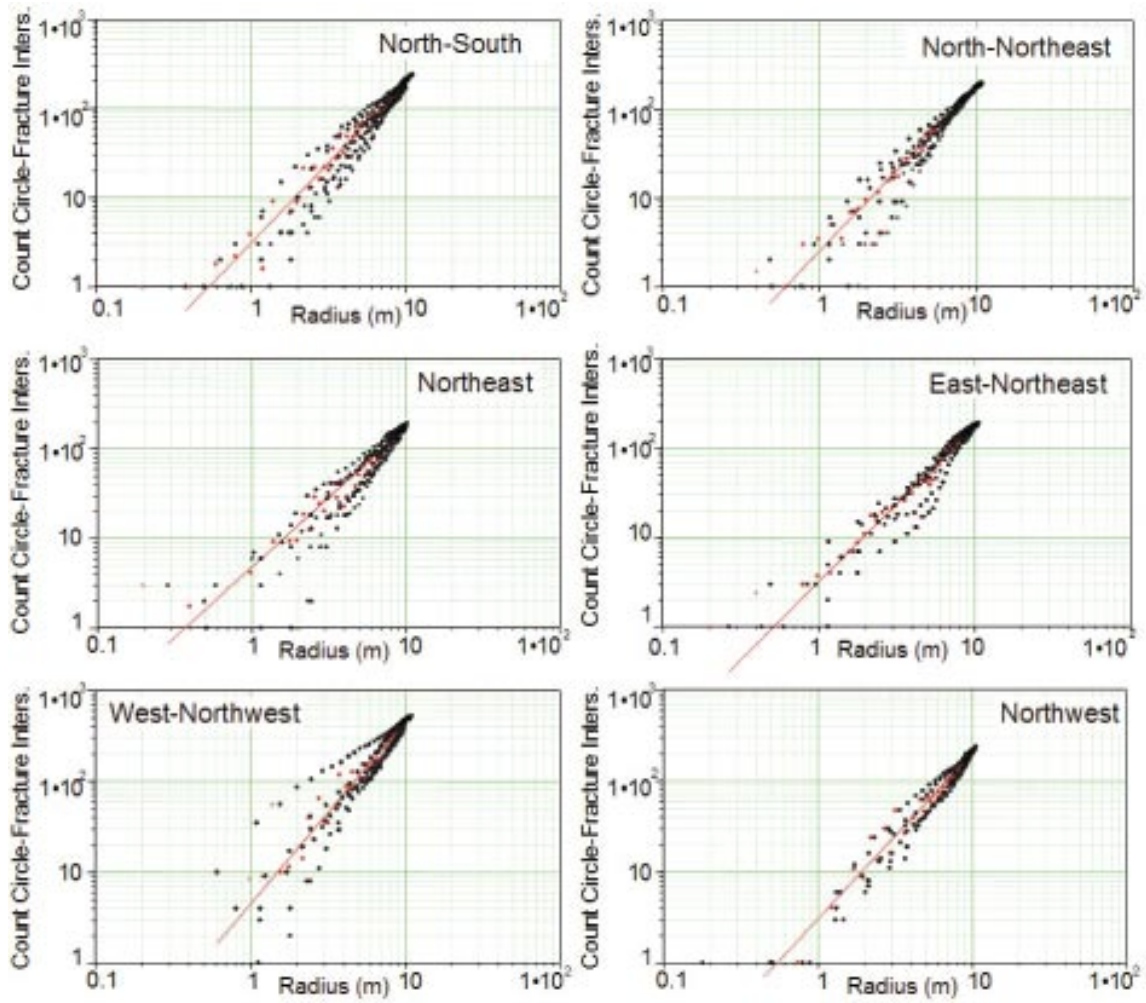 North-South
Count Circle-Fracture Inters.
1•10³
1•10²
10
1
0.1
1
10
1•10²
Radius (m)
North-Northeast
Count Circle-Fracture Inters.
1•10³
1•10²
10
1
0.1
1
10
1•10²
Radius (m)
Northeast
Count Circle-Fracture Inters.
1•10³
1•10²
10
1
0.1
1
10
1•10²
Radius (m)
East-Northeast
Count Circle-Fracture Inters.
1•10³
1•10²
10
1
0.1
1
10
1•10²
Radius (m)
West-Northwest
Count Circle-Fracture Inters.
1•10³
1•10²
10
1
0.1
1
10
1•10²
Radius (m)
Northwest
Count Circle-Fracture Inters.
1•10³
1•10²
10
1
0.1
1
10
1•10²
Radius (m)